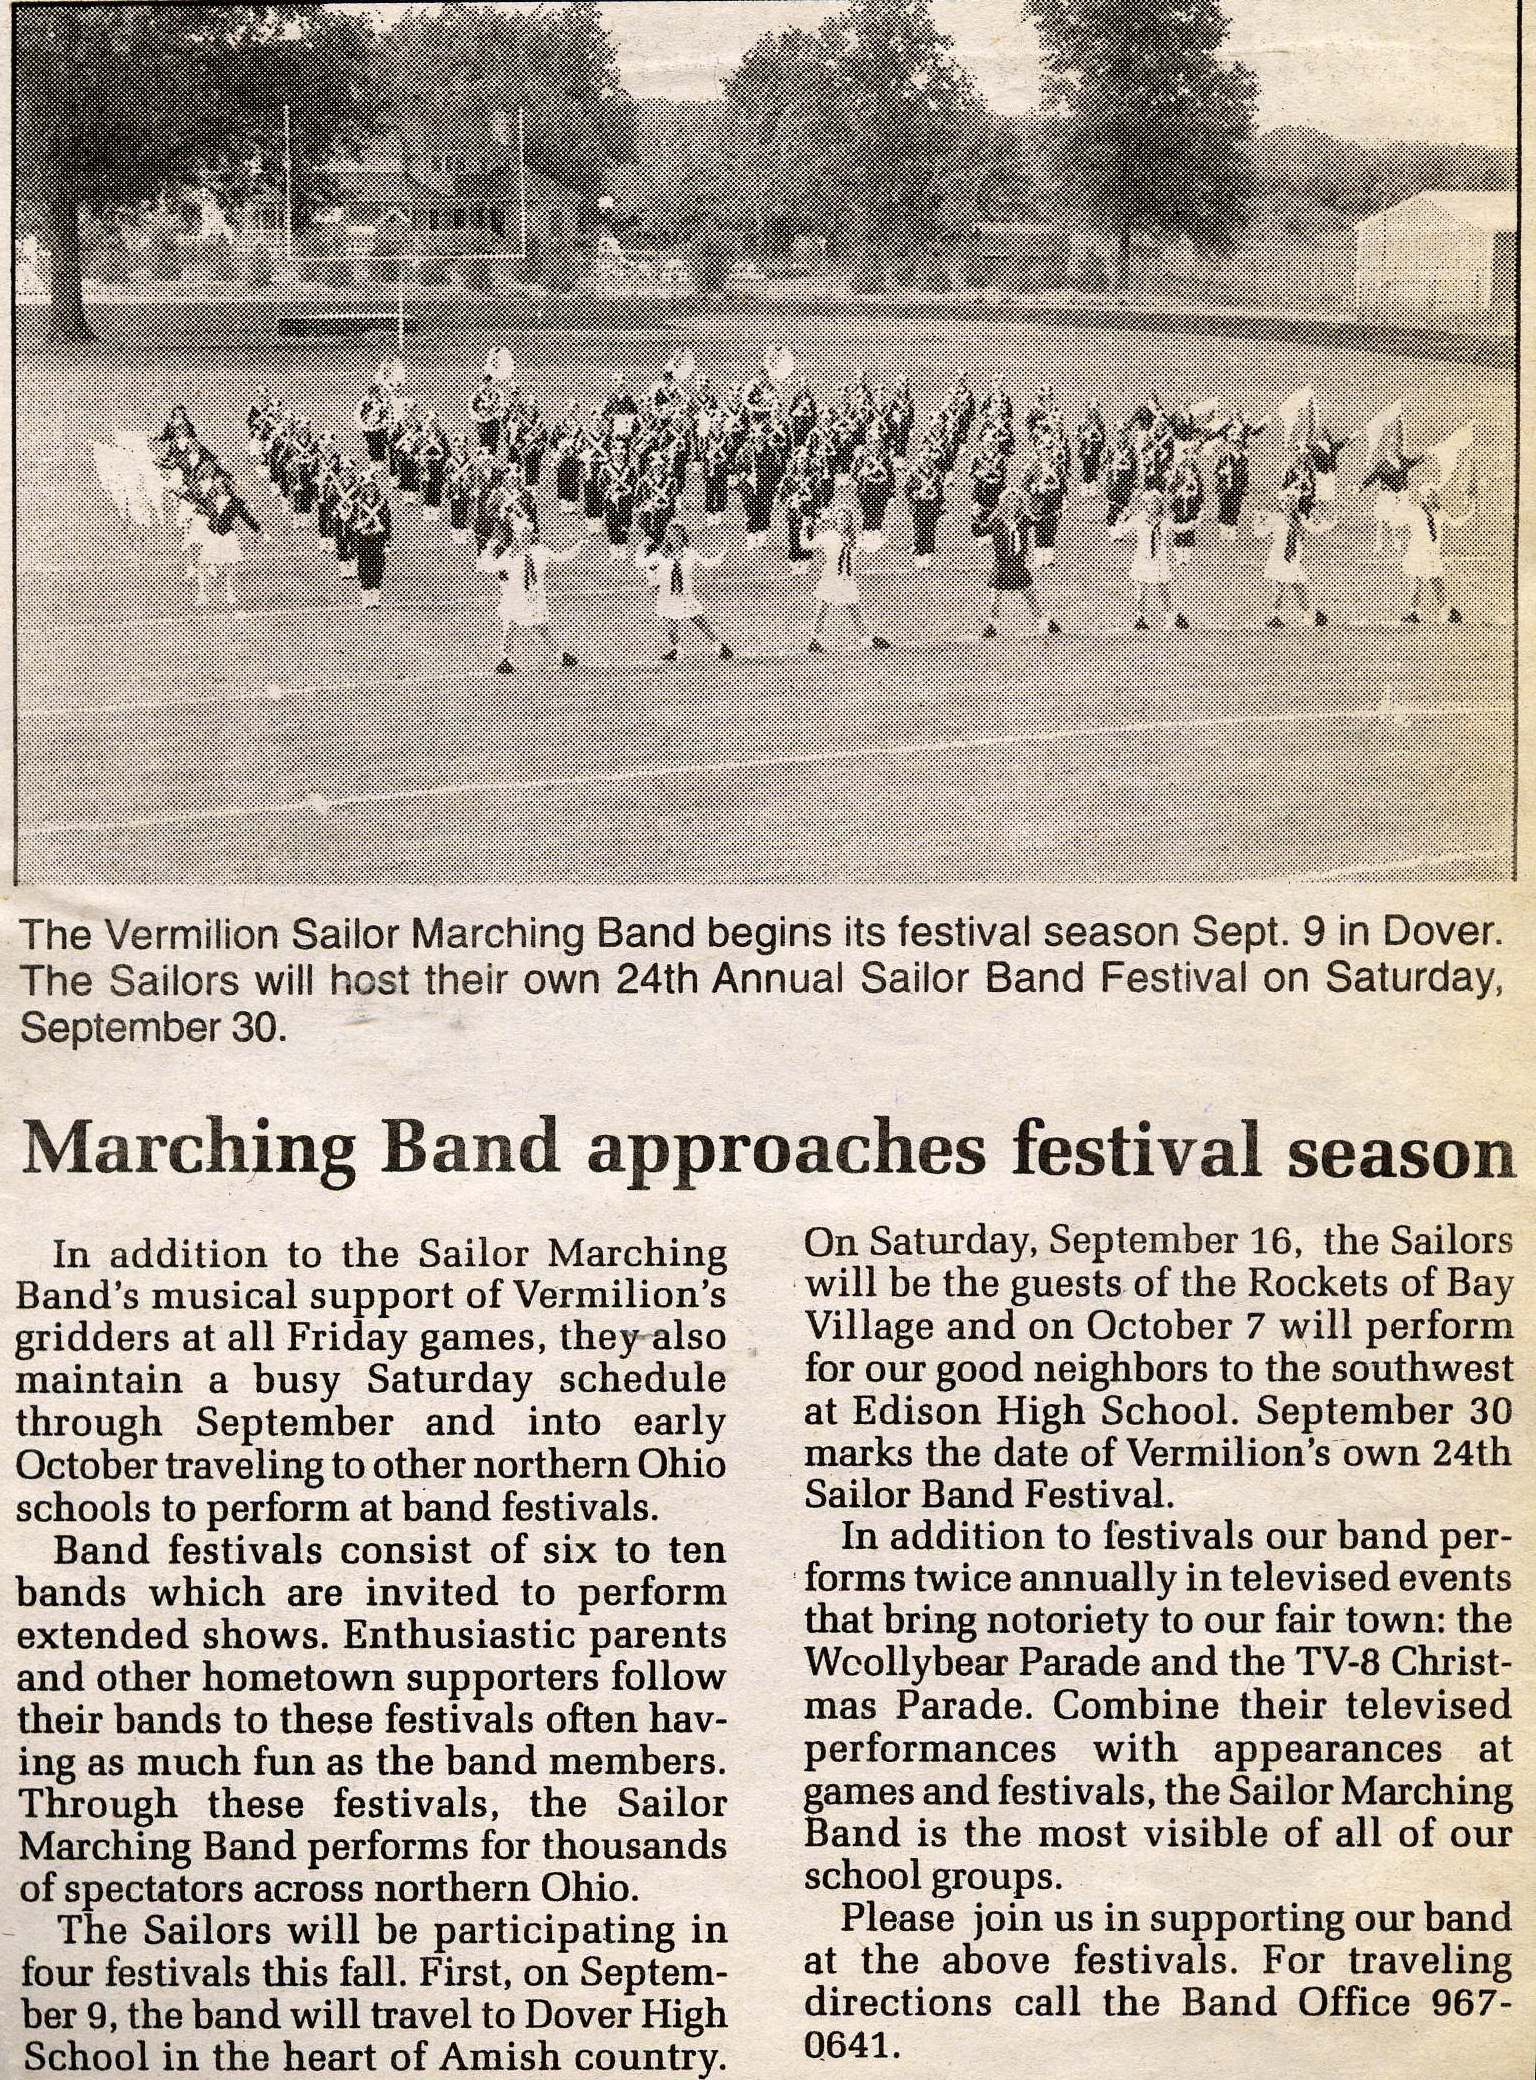 The Vermilion Sailor Marching Band begins its festival season Sept. 9 in Dover.
The Sailors will host their own 24th Annual Sailor Band Festival on Saturday,
September 30.
Marching Band approaches festival season
In addition to the Sailor Marching
Band's musical support of Vermilion's
gridders at all Friday games, they also
maintain a busy Saturday schedule
through September and into early
October traveling to other northern Ohio
schools to perform at band festivals.
Band festivals consist of six to ten
bands which are invited to perform
extended shows. Enthusiastic parents
and other hometown supporters follow
their bands to these festivals often hav-
ing as much fun as the band members.
Through these festivals, the Sailor
Marching Band performs for thousands
of spectators across northern Ohio.
The Sailors will be participating in
four festivals this fall. First, on Septem-
ber 9, the band will travel to Dover High
School in the heart of Amish country.
On Saturday, September 16, the Sailors
will be the guests of the Rockets of Bay
Village and on October 7 will perform
for our good neighbors to the southwest
at Edison High School. September 30
marks the date of Vermilion's own 24th
Sailor Band Festival.
In addition to festivals our band per-
forms twice annually in televised events
that bring notoriety to our fair town: the
Woollybear Parade and the TV-8 Christ-
mas Parade. Combine their televised
performances with appearances at
games and festivals, the Sailor Marching
Band is the most visible of all of our
school groups.
Please join us in supporting our band
at the above festivals. For traveling
directions call the Band Office 967-
0641.